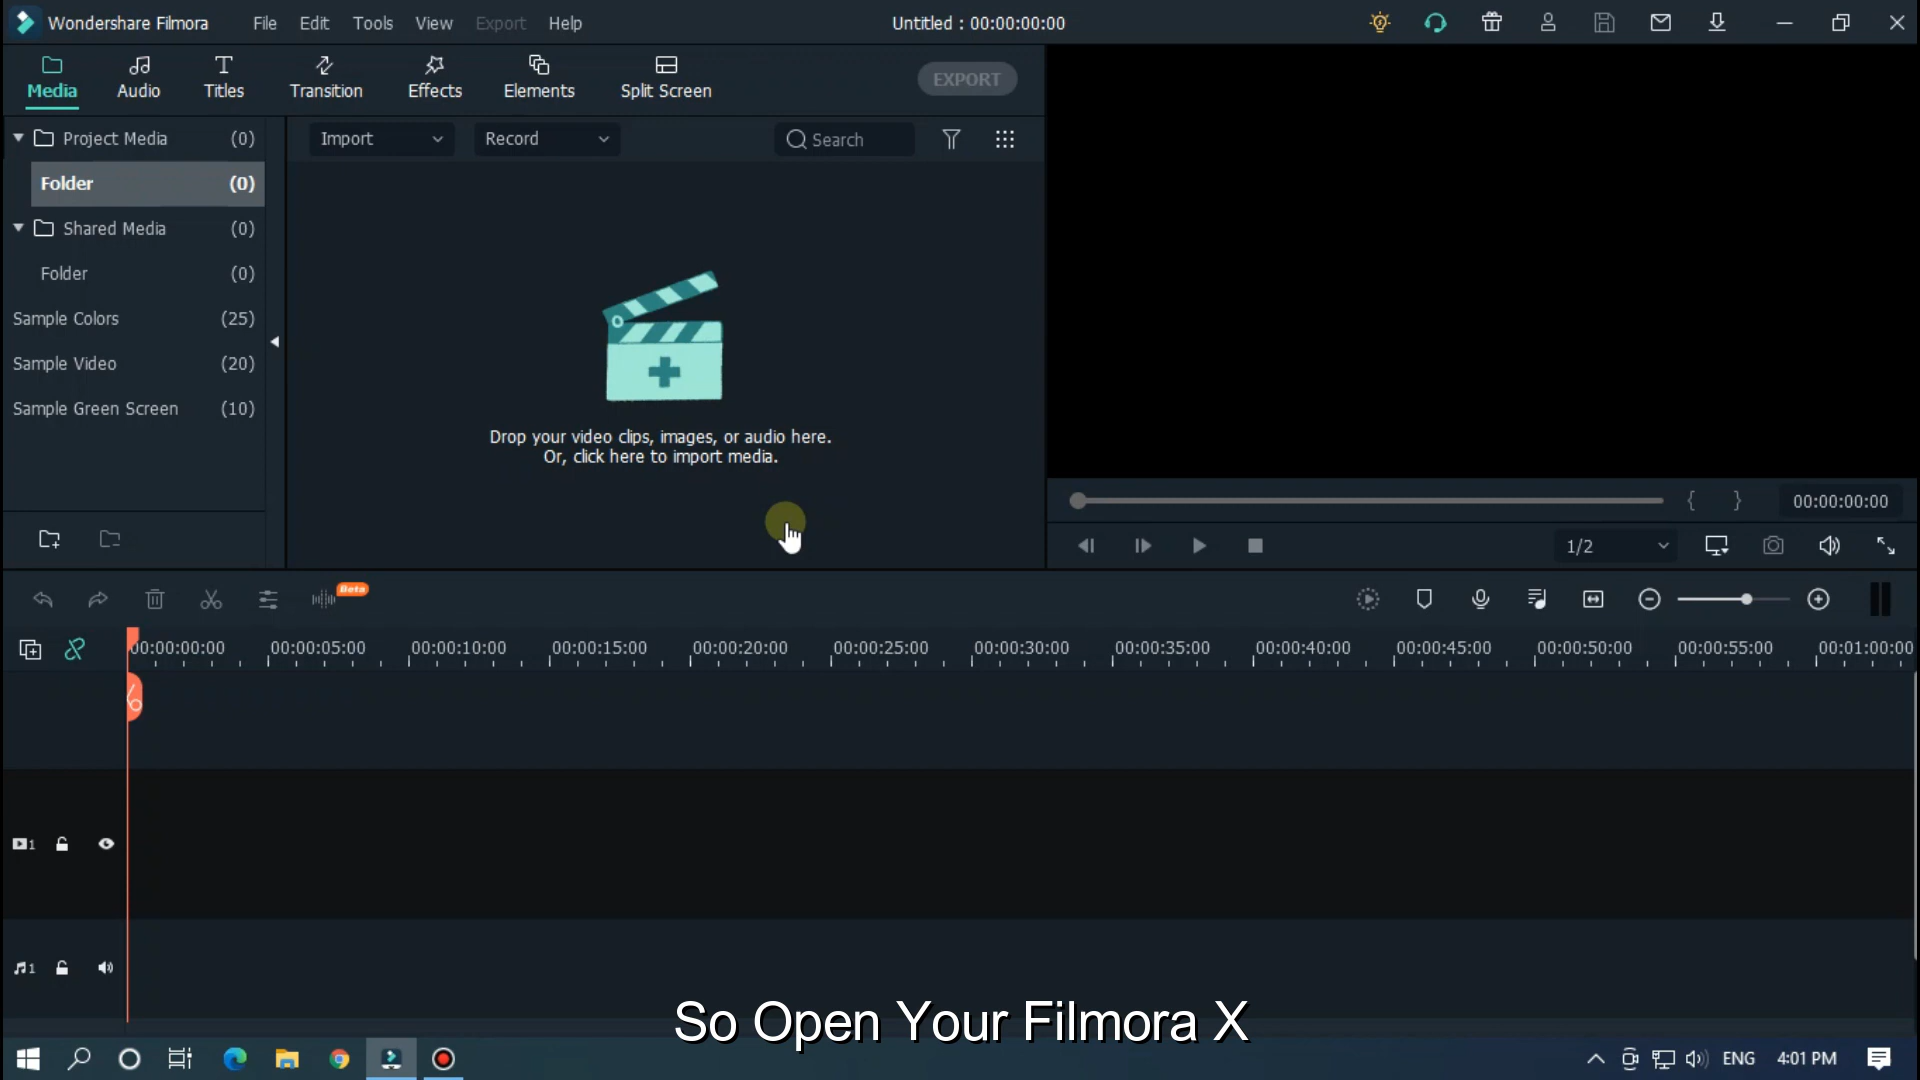 Wondershare Filmora File Edit Tools View Export Help Untitled : 00:00:00:00
Media Audio Titles Transition Effects Elements Split Screen EXPORT
Project Media (0) Import Record Search
Folder (0)
Shared Media (0)
Folder (0)
Sample Colors (25)
Sample Video (20)
Sample Green Screen (10)
Drop your video clips, images, or audio here.
Or, click here to import media.
00:00:00:00
1/2
Beta
00:00:00:00 00:00:05:00 00:00:10:00 00:00:15:00 00:00:20:00 00:00:25:00 00:00:30:00 00:00:35:00 00:00:40:00 00:00:45:00 00:00:50:00 00:00:55:00 00:01:00:00
1
1
So Open Your Filmora X
ENG 4:01 PM